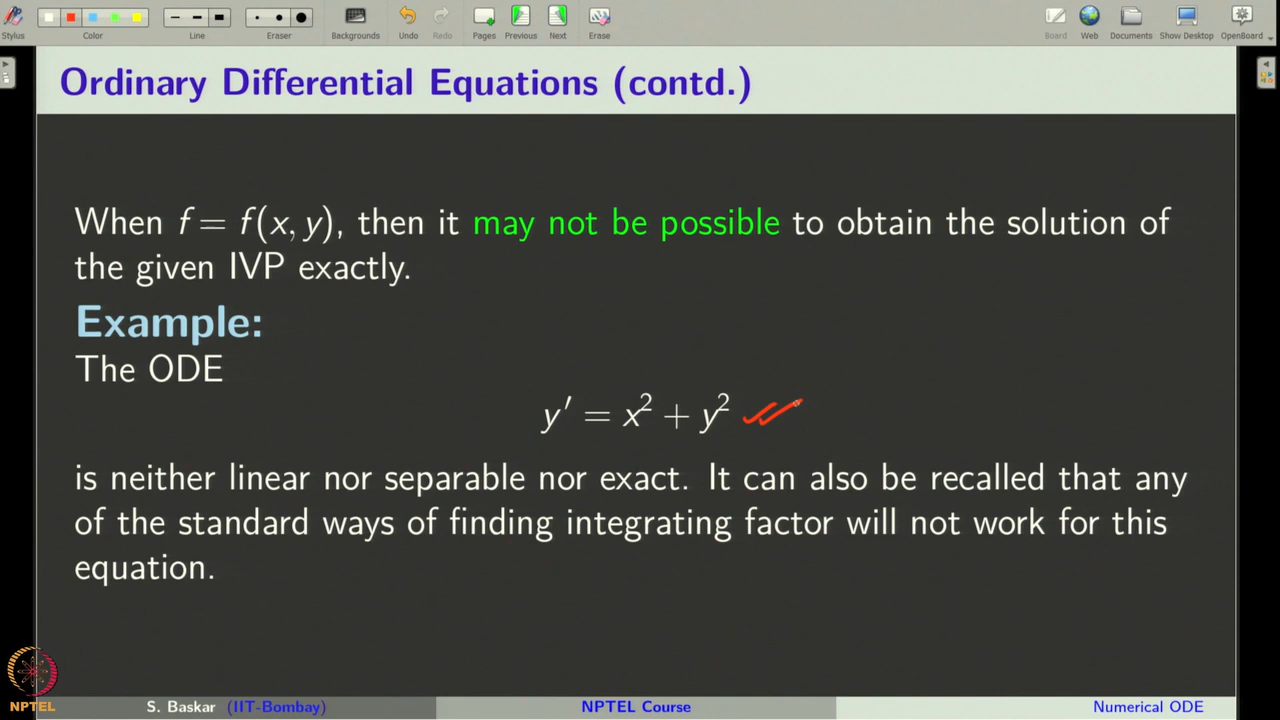 Stylus Color Line Eraser Backgrounds Undo Redo Pages Previous Next Erase Board Web Documents Show Desktop OpenBoard
Ordinary Differential Equations (contd.)
When f = f(x, y), then it may not be possible to obtain the solution of
the given IVP exactly.
Example:
The ODE
y′ = x² + y²
is neither linear nor separable nor exact. It can also be recalled that any
of the standard ways of finding integrating factor will not work for this
equation.
NPTEL
S. Baskar (IIT-Bombay) NPTEL Course Numerical ODE